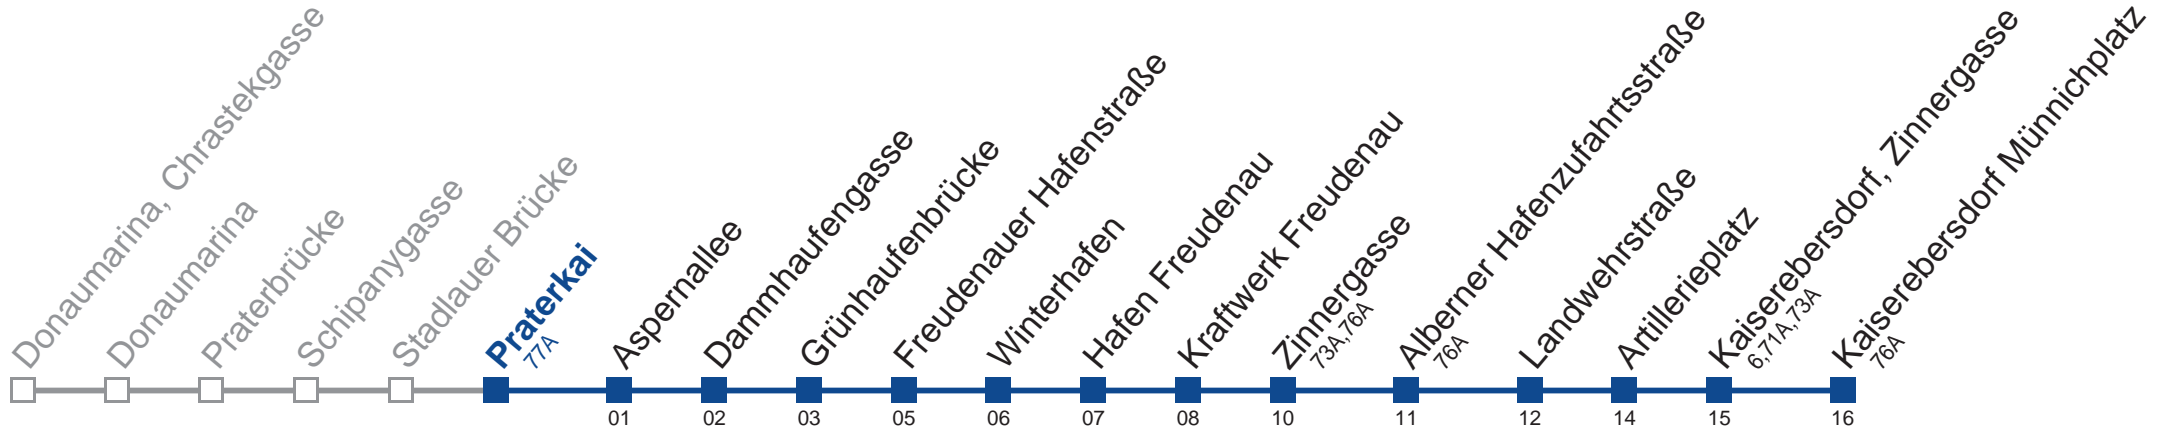 Donaumarina, Chrastekgasse
Donaumarina
Praterbrücke
Schipanygasse
Stadlauer Brücke
Praterkai
77A
Aspernallee
01
Dammhaufengasse
02
Grünhaufenbrücke
03
Freudenauer Hafenstraße
05
Winterhafen
06
Hafen Freudenau
07
Kraftwerk Freudenau
08
Zinnergasse
73A,76A
10
Alberner Hafenzufahrtsstraße
76A
11
Landwehrstraße
12
Artillerieplatz
14
Kaiserebersdorf, Zinnergasse
6,71A,73A
15
Kaiserebersdorf Münnichplatz
76A
16